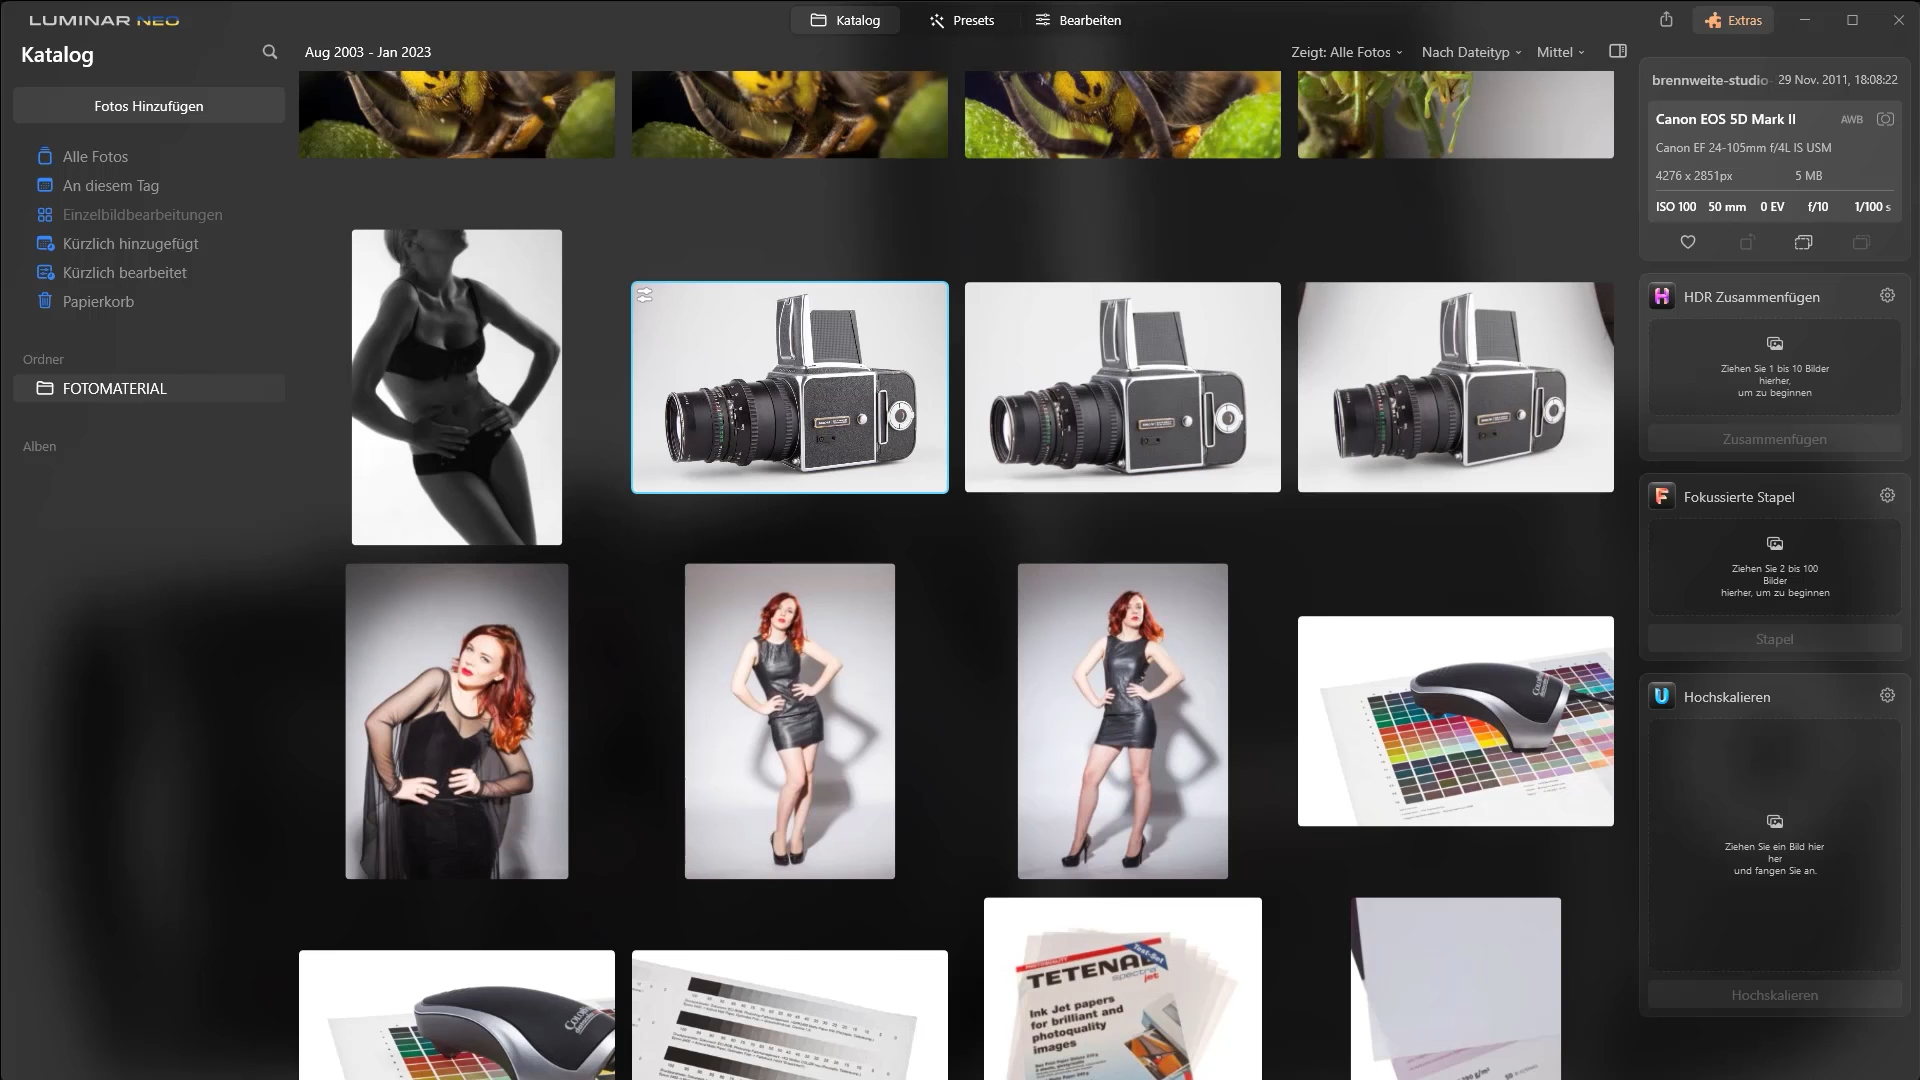 LUMINAR NEO
Katalog
Presets
Bearbeiten
Extras
Katalog
Aug 2003 - Jan 2023
Zeigt: Alle Fotos
Nach Dateityp
Mittel
Fotos Hinzufügen
Alle Fotos
An diesem Tag
Einzelbildbearbeitungen
Kürzlich hinzugefügt
Kürzlich bearbeitet
Papierkorb
Ordner
FOTOMATERIAL
Alben
brennweite-studio-
29 Nov. 2011, 18:08:22
Canon EOS 5D Mark II
AWB
Canon EF 24-105mm f/4L IS USM
4276 x 2851px
5 MB
ISO 100
50 mm
0 EV
f/10
1/100 s
HDR Zusammenfügen
Ziehen Sie 1 bis 10 Bilder
hierher,
um zu beginnen
Zusammenfügen
Fokussierte Stapel
Ziehen Sie 2 bis 100
Bilder
hierher, um zu beginnen
Stapel
Hochskalieren
Ziehen Sie ein Bild hier
her
und fangen Sie an.
Hochskalieren
TETENAL
Test-Set
spectra
jet
Ink Jet papers
for brilliant and
photoquality
images